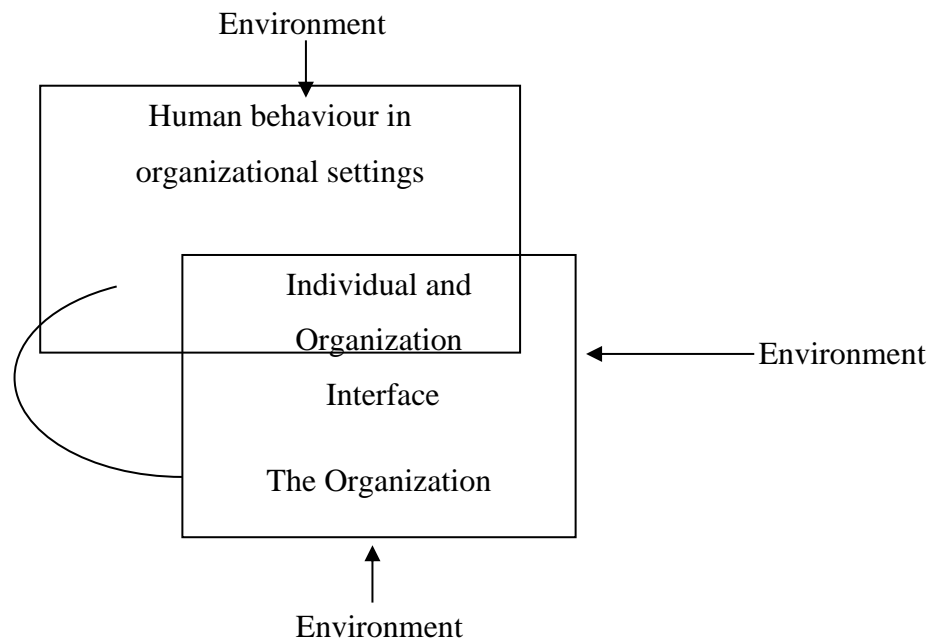 Environment
Human behaviour in
organizational settings
Individual and
Organization
Environment
Interface
The Organization
Environment